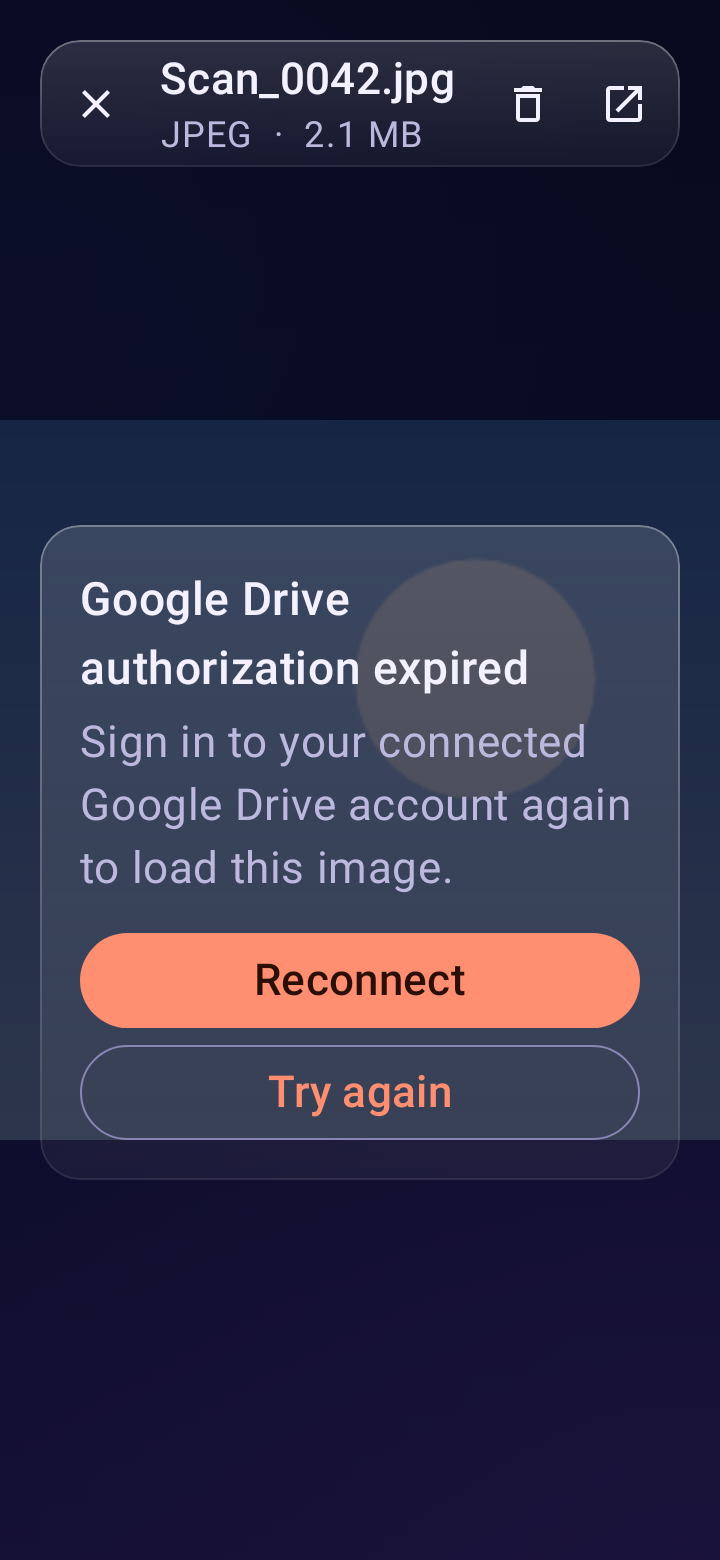 Scan_0042.jpg
JPEG · 2.1 MB
Google Drive
authorization expired
Sign in to your connected
Google Drive account again
to load this image.
Reconnect
Try again